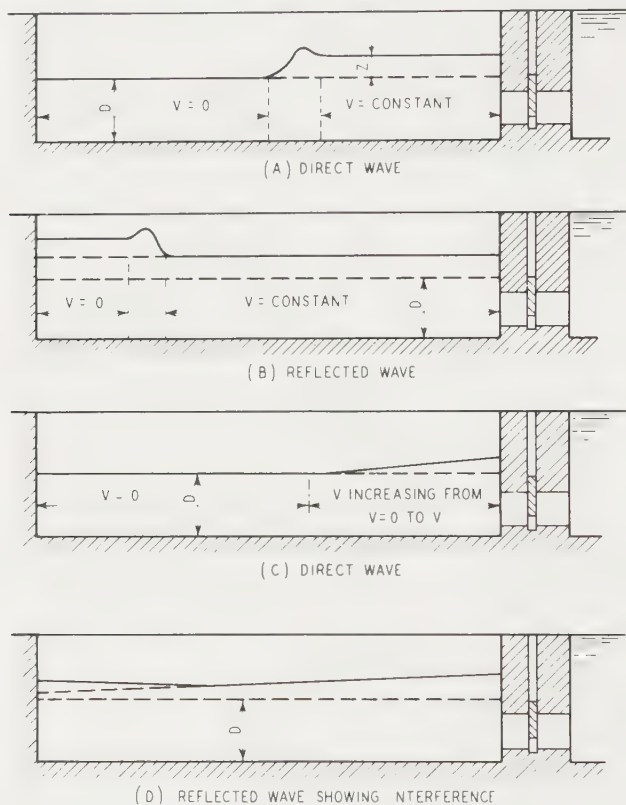 Z
D
V = 0
V = CONSTANT
(A) DIRECT WAVE
V = 0
V = CONSTANT
D
(B) REFLECTED WAVE
V - 0
D
V INCREASING FROM
V = 0 TO V
(C) DIRECT WAVE
D
(D) REFLECTED WAVE SHOWING NTERFERENCE